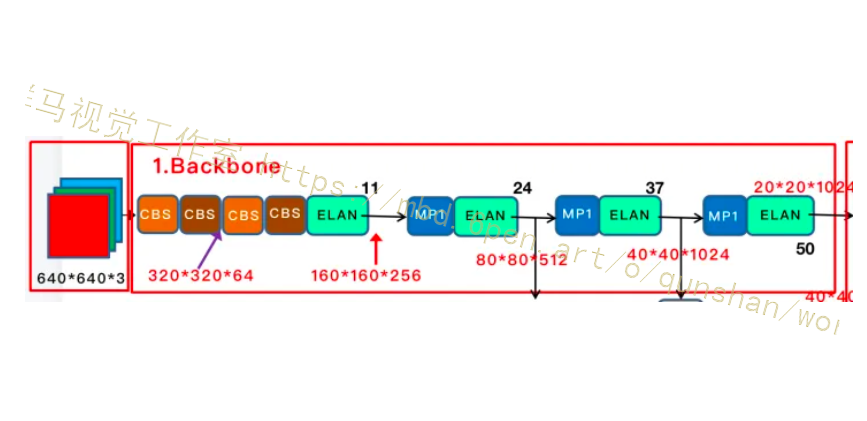 马视觉工作室 https://mbd.open.art/o/qunshan/wor
1.Backbone
11
24
37
20*20*1024
CBS
CBS
CBS
CBS
ELAN
MP1
ELAN
MP1
ELAN
MP1
ELAN
50
80*80*512
40*40*1024
640*640*3
320*320*64
160*160*256
40*40